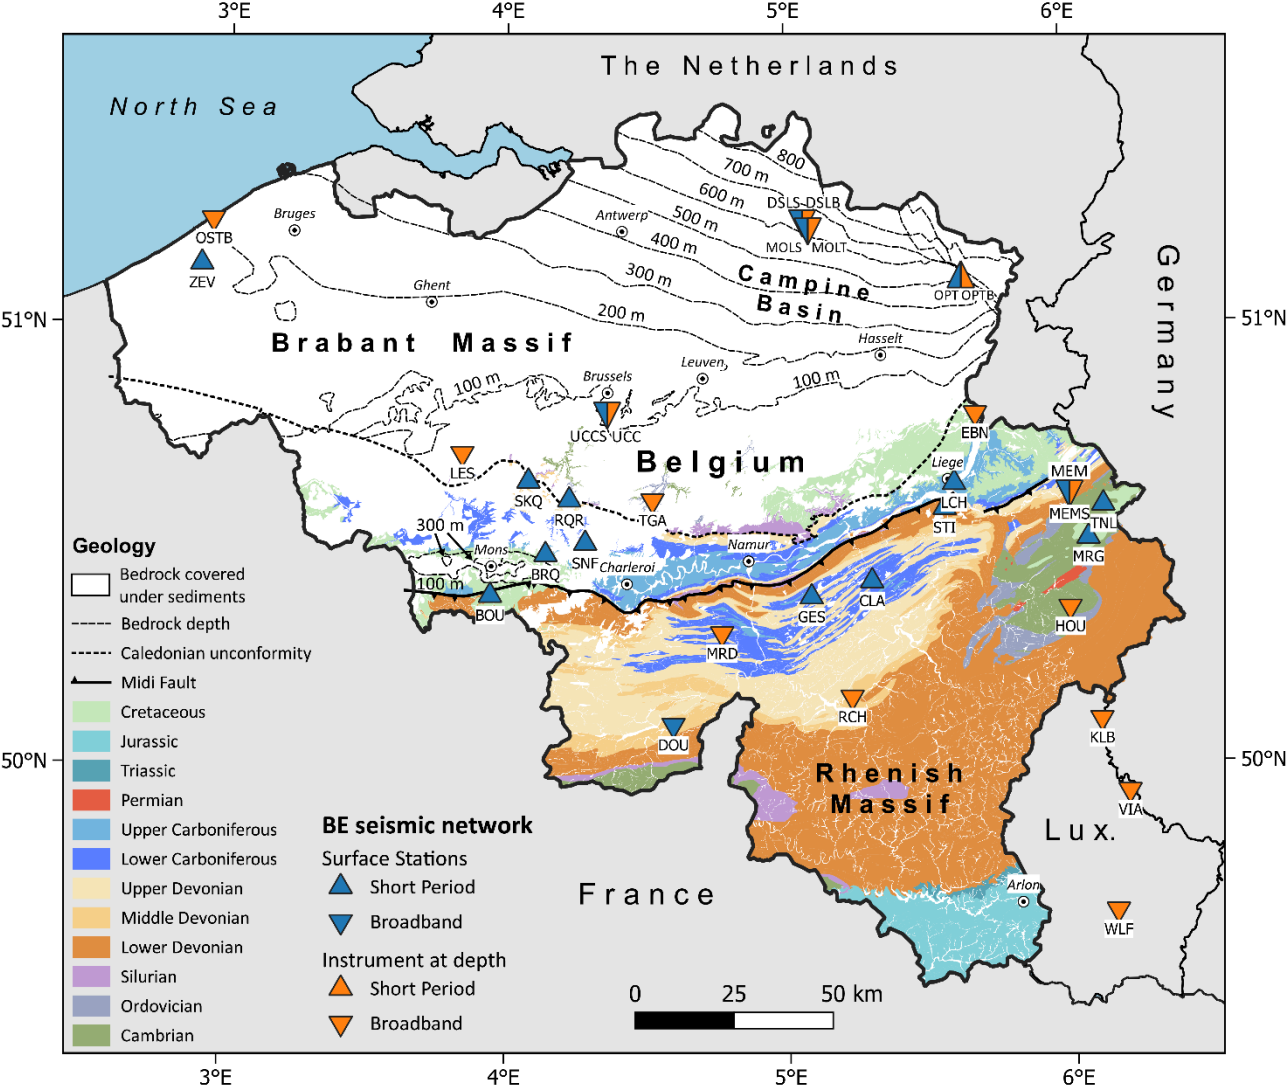 3°E
4°E
5°E
6°E
The Netherlands
North Sea
800
700 m
600 m
DSLS DSLB
Bruges
Antwerp
500 m
OSTB
400 m
MOLS
MOLT
Germany
ZEV
300 m
Campine
Basin
OPT OPTB
Ghent
200 m
51°N
51°N
Brabant Massif
Hasselt
Leuven
100 m
Brussels
100 m
UCCS UCC
EBN
LES
Belgium
Liege
MEM
SKQ
LCH
RQR
TGA
STI
MEMS
TNL
300 m
Mons
Namur
MRG
BRQ
SNF
Charleroi
100 m
BOU
GES
CLA
HOU
MRD
RCH
KLB
DOU
50°N
50°N
Rhenish
Massif
VIA
Lux.
France
Arlon
WLF
Geology
Bedrock covered
under sediments
Bedrock depth
Caledonian unconformity
Midi Fault
Cretaceous
Jurassic
Triassic
Permian
Upper Carboniferous
Lower Carboniferous
Upper Devonian
Middle Devonian
Lower Devonian
Silurian
Ordovician
Cambrian
BE seismic network
Surface Stations
Short Period
Broadband
Instrument at depth
Short Period
Broadband
0 25 50 km
3°E
4°E
5°E
6°E